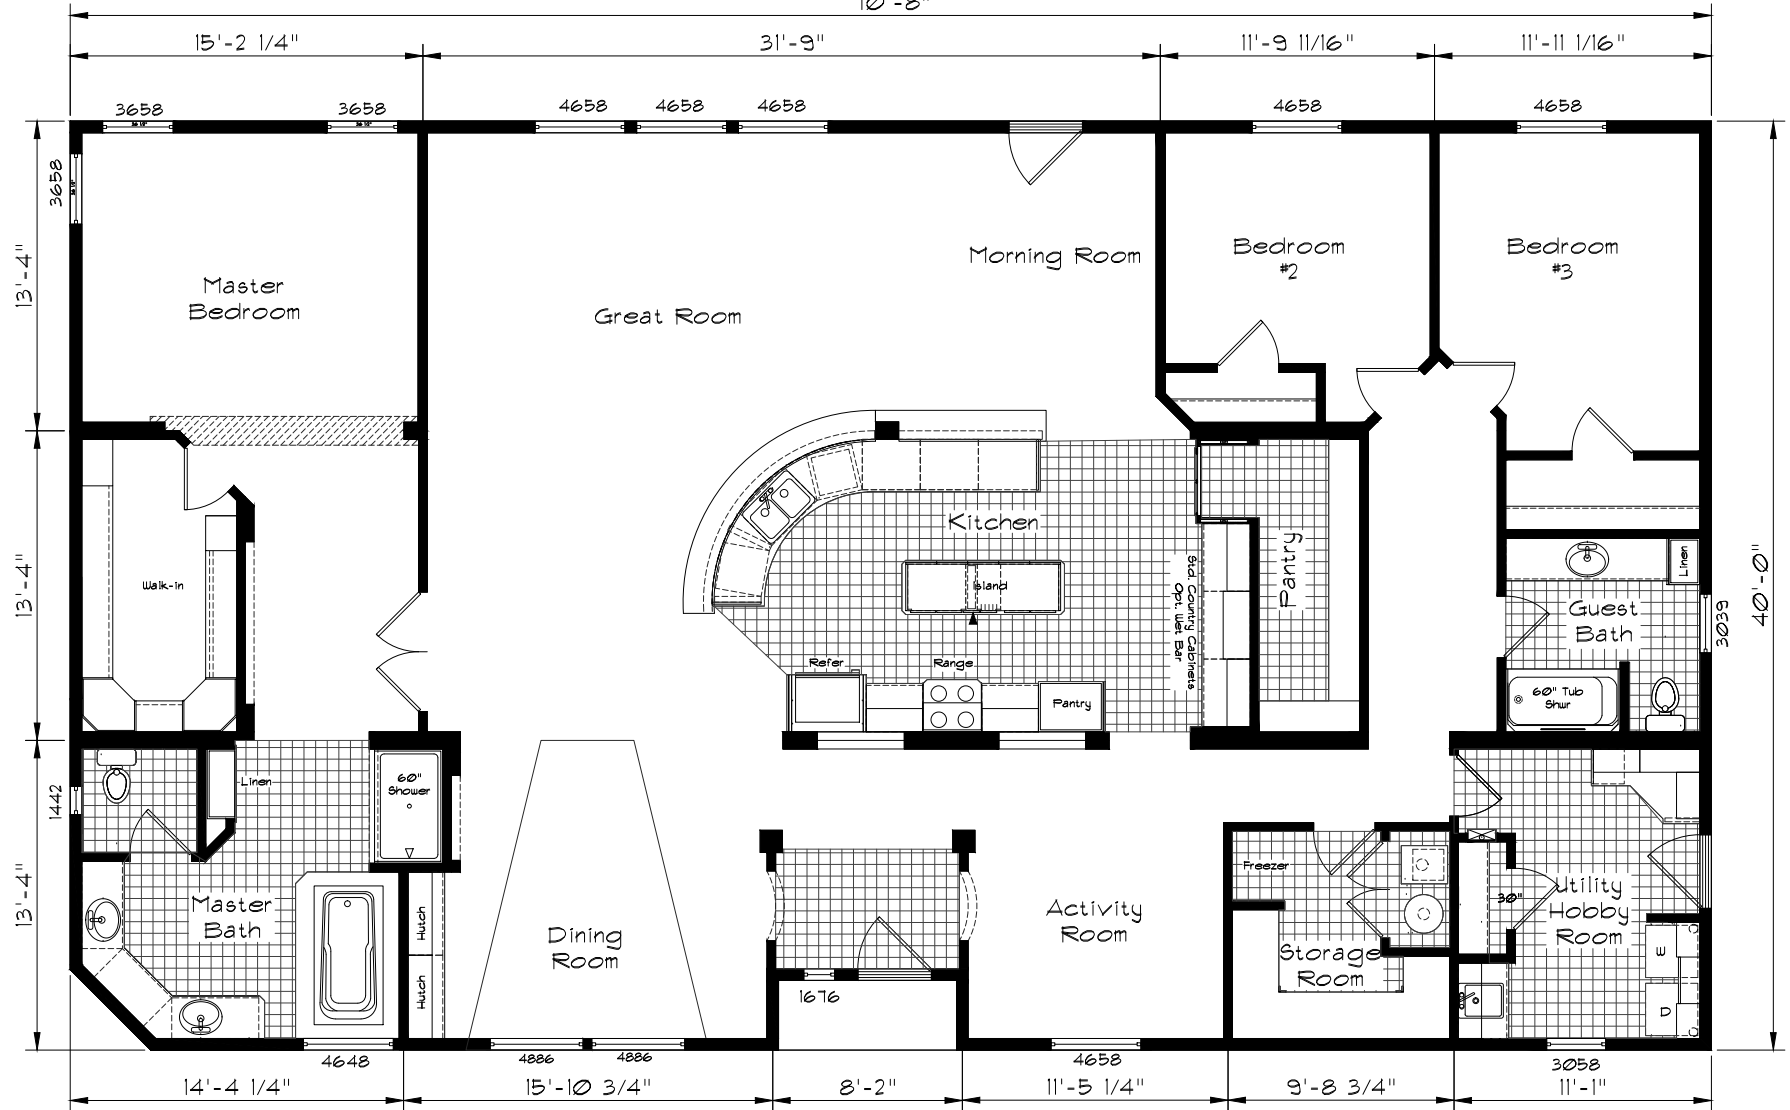 10'-8"
15'-2 1/4"
31'-9"
11'-9 11/16"
11'-11 1/16"
3658
3658
4658
4658
4658
4658
4658
3658
13'-4"
Master
Bedroom
Great Room
Morning Room
Bedroom
#2
Bedroom
#3
13'-4"
Walk-in
Kitchen
Island
Refer
Range
Pantry
Std. Country Cabinets
Opt. Wet Bar
Pantry
Linen
Guest
Bath
60" Tub
Shwr
3039
40'-0"
1442
Linen
60"
Shower
13'-4"
Master
Bath
Hutch
Hutch
Dining
Room
1676
Activity
Room
Freezer
Storage
Room
30"
Utility
Hobby
Room
W
D
4648
4886
4886
4658
3058
14'-4 1/4"
15'-10 3/4"
8'-2"
11'-5 1/4"
9'-8 3/4"
11'-1"